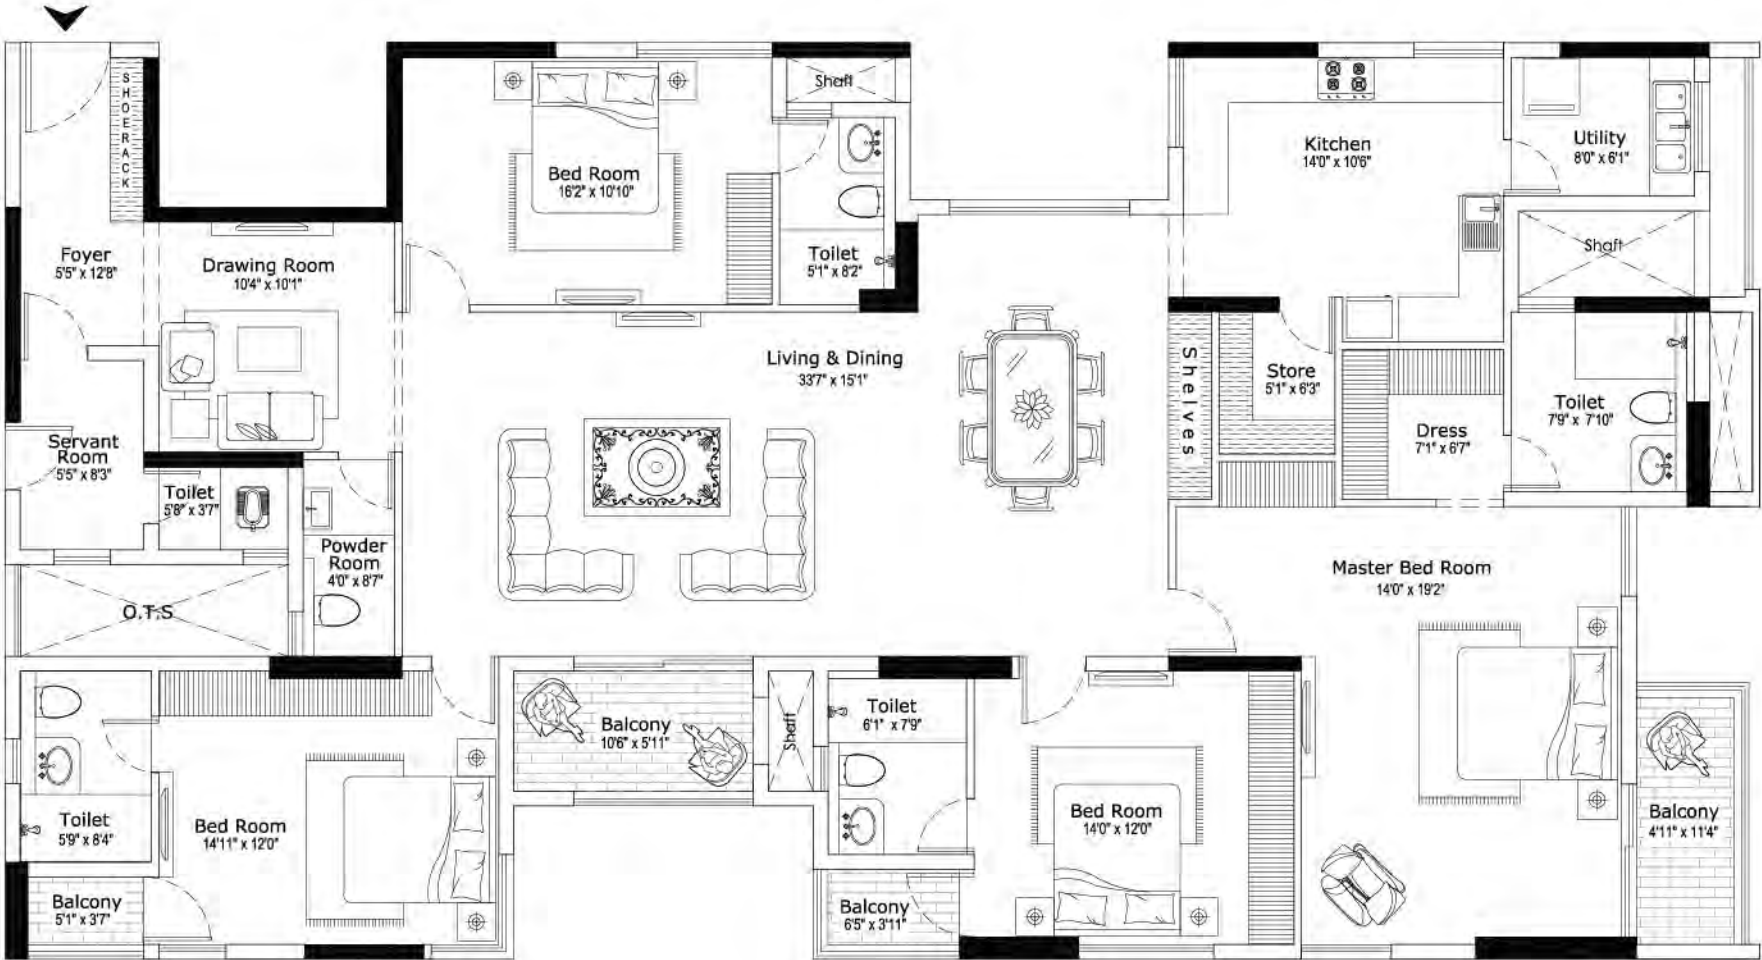 SHOERACK
Shaft
Bed Room
16'2" x 10'10"
Toilet
5'1" x 8'2"
Kitchen
14'0" x 10'6"
Utility
8'0" x 6'1"
Shaft
Foyer
5'5" x 12'8"
Drawing Room
10'4" x 10'1"
Living & Dining
33'7" x 15'1"
Shelves
Store
5'1" x 6'3"
Dress
7'1" x 6'7"
Toilet
7'9" x 7'10"
Servant
Room
5'5" x 8'3"
Toilet
5'8" x 3'7"
Powder
Room
4'0" x 8'7"
O.T.S
Master Bed Room
14'0" x 19'2"
Toilet
5'9" x 8'4"
Bed Room
14'11" x 12'0"
Balcony
5'1" x 3'7"
Balcony
10'6" x 5'11"
Shaft
Toilet
6'1" x 7'9"
Balcony
6'5" x 3'11"
Bed Room
14'0" x 12'0"
Balcony
4'11" x 11'4"